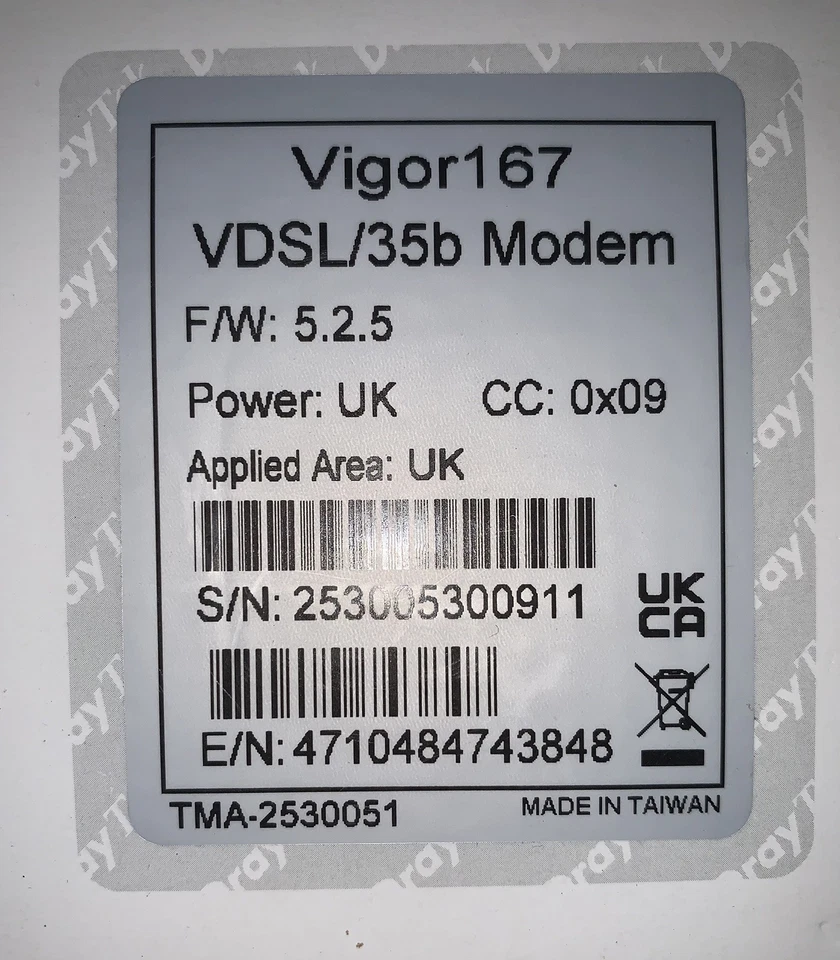 Vigor167
VDSL/35b Modem
F/W: 5.2.5
Power: UK CC: 0x09
Applied Area: UK
S/N: 253005300911
UK
CA
E/N: 4710484743848
TMA-2530051 MADE IN TAIWAN